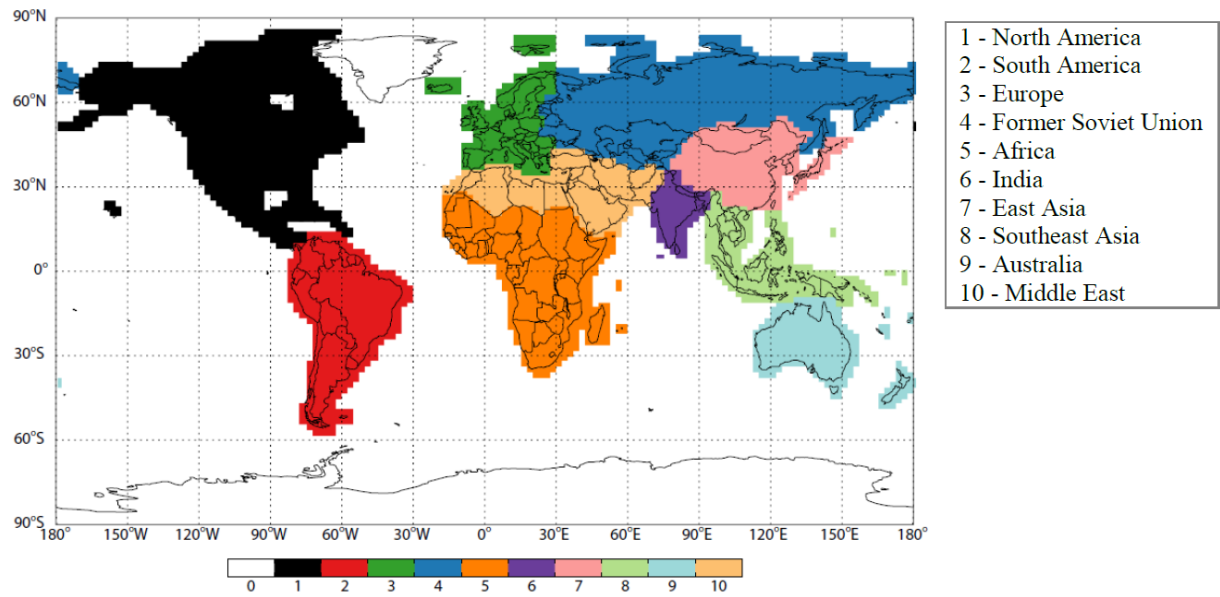 90°N
60°N
30°N
0°
30°S
60°S
90°S
180° 150°W 120°W 90°W 60°W 30°W 0° 30°E 60°E 90°E 120°E 150°E 180°
0 1 2 3 4 5 6 7 8 9 10
1 - North America
2 - South America
3 - Europe
4 - Former Soviet Union
5 - Africa
6 - India
7 - East Asia
8 - Southeast Asia
9 - Australia
10 - Middle East